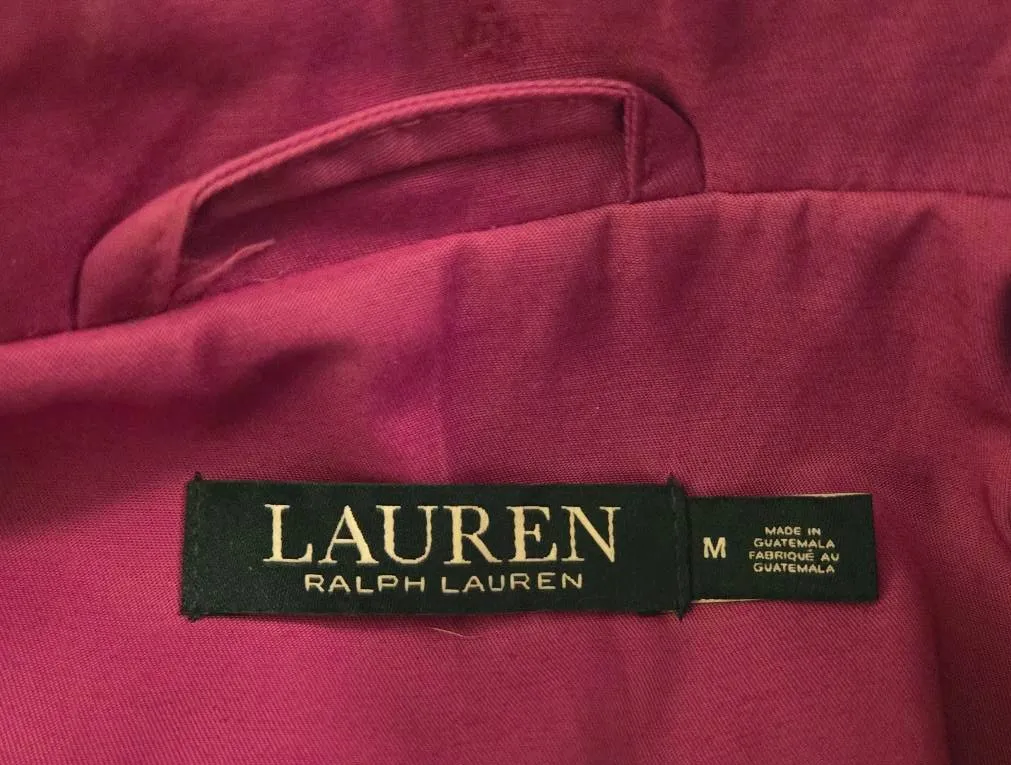 LAUREN
RALPH LAUREN
M
MADE IN
GUATEMALA
FABRIQUÉ AU
GUATEMALA